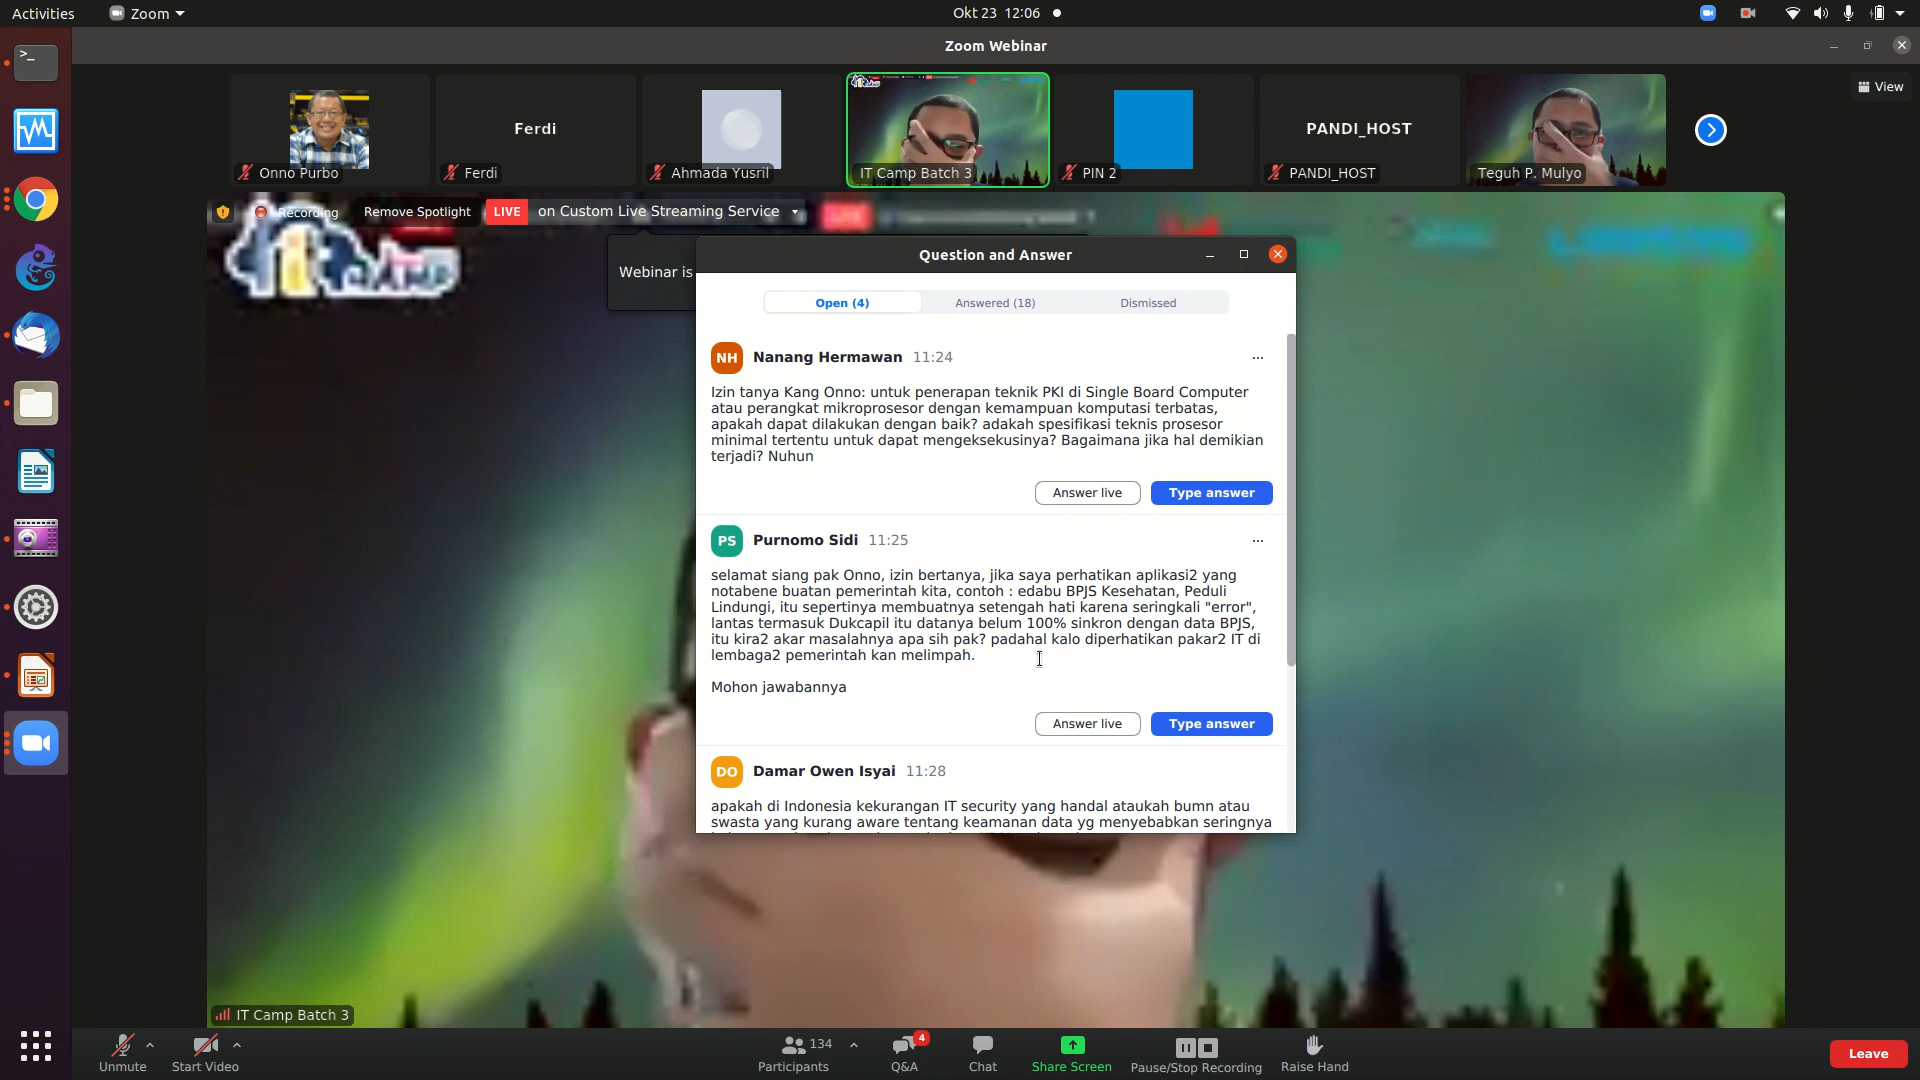 Activities
Zoom
Okt 23 12:06
Zoom Webinar
View
Ferdi
PANDI_HOST
Onno Purbo
Ferdi
Ahmada Yusril
IT Camp Batch 3
PIN 2
PANDI_HOST
Teguh P. Mulyo
Recording
Remove Spotlight
LIVE
on Custom Live Streaming Service
Webinar is
Question and Answer
Open (4)
Answered (18)
Dismissed
NH
Nanang Hermawan 11:24
Izin tanya Kang Onno: untuk penerapan teknik PKI di Single Board Computer
atau perangkat mikroprosesor dengan kemampuan komputasi terbatas,
apakah dapat dilakukan dengan baik? adakah spesifikasi teknis prosesor
minimal tertentu untuk dapat mengeksekusinya? Bagaimana jika hal demikian
terjadi? Nuhun
Answer live
Type answer
PS
Purnomo Sidi 11:25
selamat siang pak Onno, izin bertanya, jika saya perhatikan aplikasi2 yang
notabene buatan pemerintah kita, contoh : edabu BPJS Kesehatan, Peduli
Lindungi, itu sepertinya membuatnya setengah hati karena seringkali "error",
lantas termasuk Dukcapil itu datanya belum 100% sinkron dengan data BPJS,
itu kira2 akar masalahnya apa sih pak? padahal kalo diperhatikan pakar2 IT di
lembaga2 pemerintah kan melimpah.
Mohon jawabannya
Answer live
Type answer
DO
Damar Owen Isyai 11:28
apakah di Indonesia kekurangan IT security yang handal ataukah bumn atau
swasta yang kurang aware tentang keamanan data yg menyebabkan seringnya
IT Camp Batch 3
Unmute
Start Video
134
Participants
4
Q&A
Chat
Share Screen
Pause/Stop Recording
Raise Hand
Leave